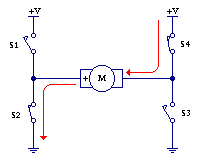 +V +V
S1 S4
+ M
S2 S3